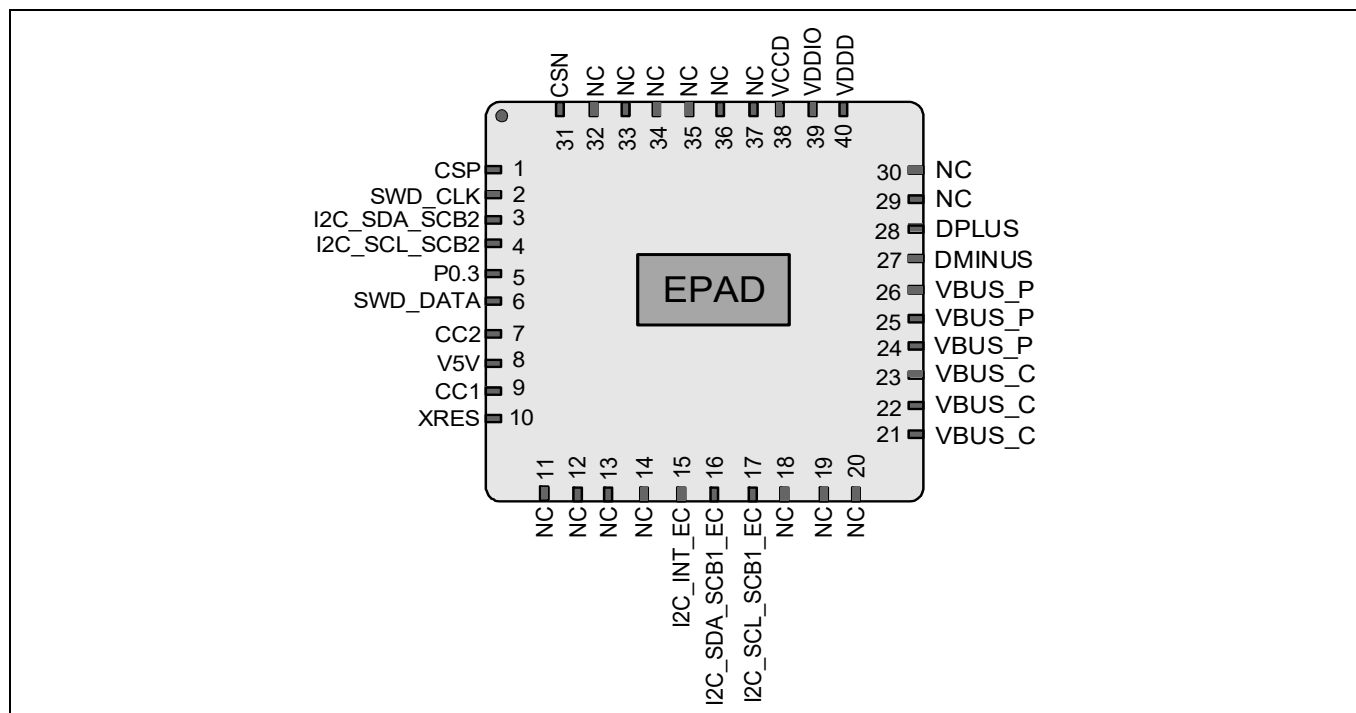 CSN
NC
NC
NC
NC
NC
NC
VCCD
VDDIO
VDDD
31
32
33
34
35
36
37
38
39
40
CSP 1
SWD_CLK 2
I2C_SDA_SCB2 3
I2C_SCL_SCB2 4
P0.3 5
SWD_DATA 6
CC2 7
V5V 8
CC1 9
XRES 10
EPAD
30 NC
29 NC
28 DPLUS
27 DMINUS
26 VBUS_P
25 VBUS_P
24 VBUS_P
23 VBUS_C
22 VBUS_C
21 VBUS_C
11
12
13
14
15
16
17
18
19
20
NC
NC
NC
NC
I2C_INT_EC
I2C_SDA_SCB1_EC
I2C_SCL_SCB1_EC
NC
NC
NC